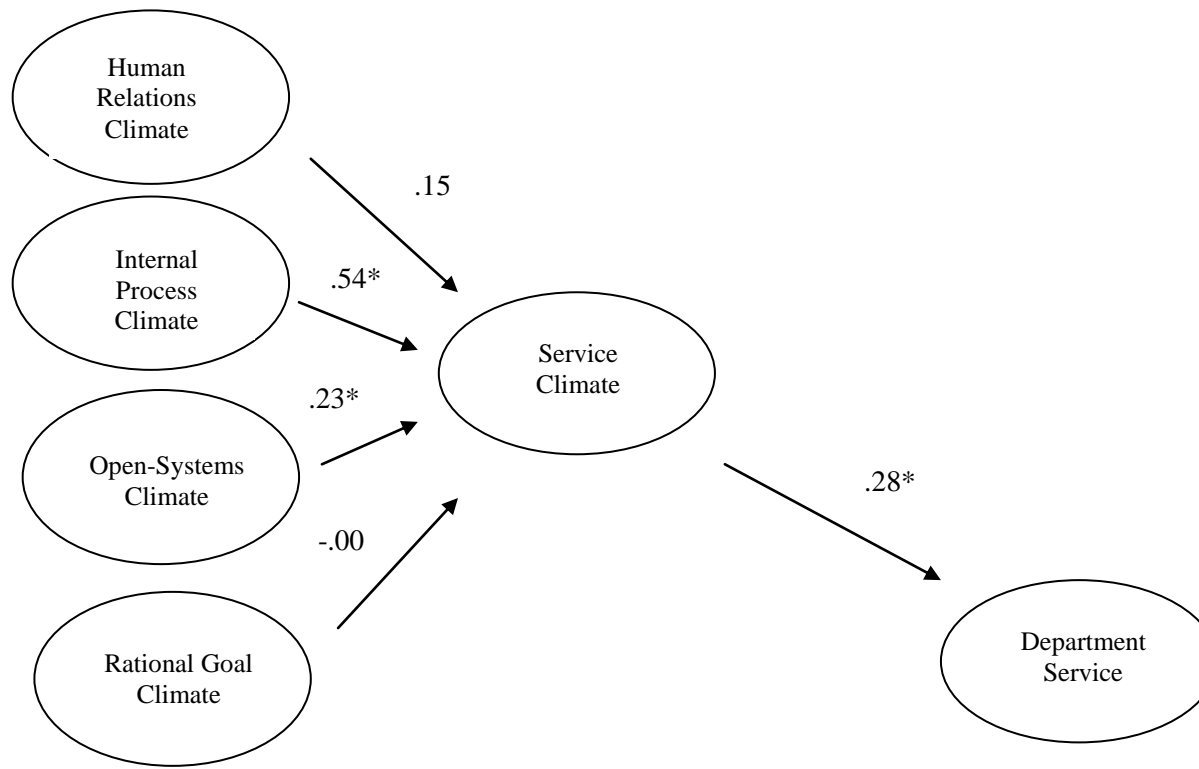 Human
Relations
Climate
.15
Internal
Process
Climate
.54*
Service
Climate
.23*
Open-Systems
Climate
.28*
-.00
Rational Goal
Climate
Department
Service